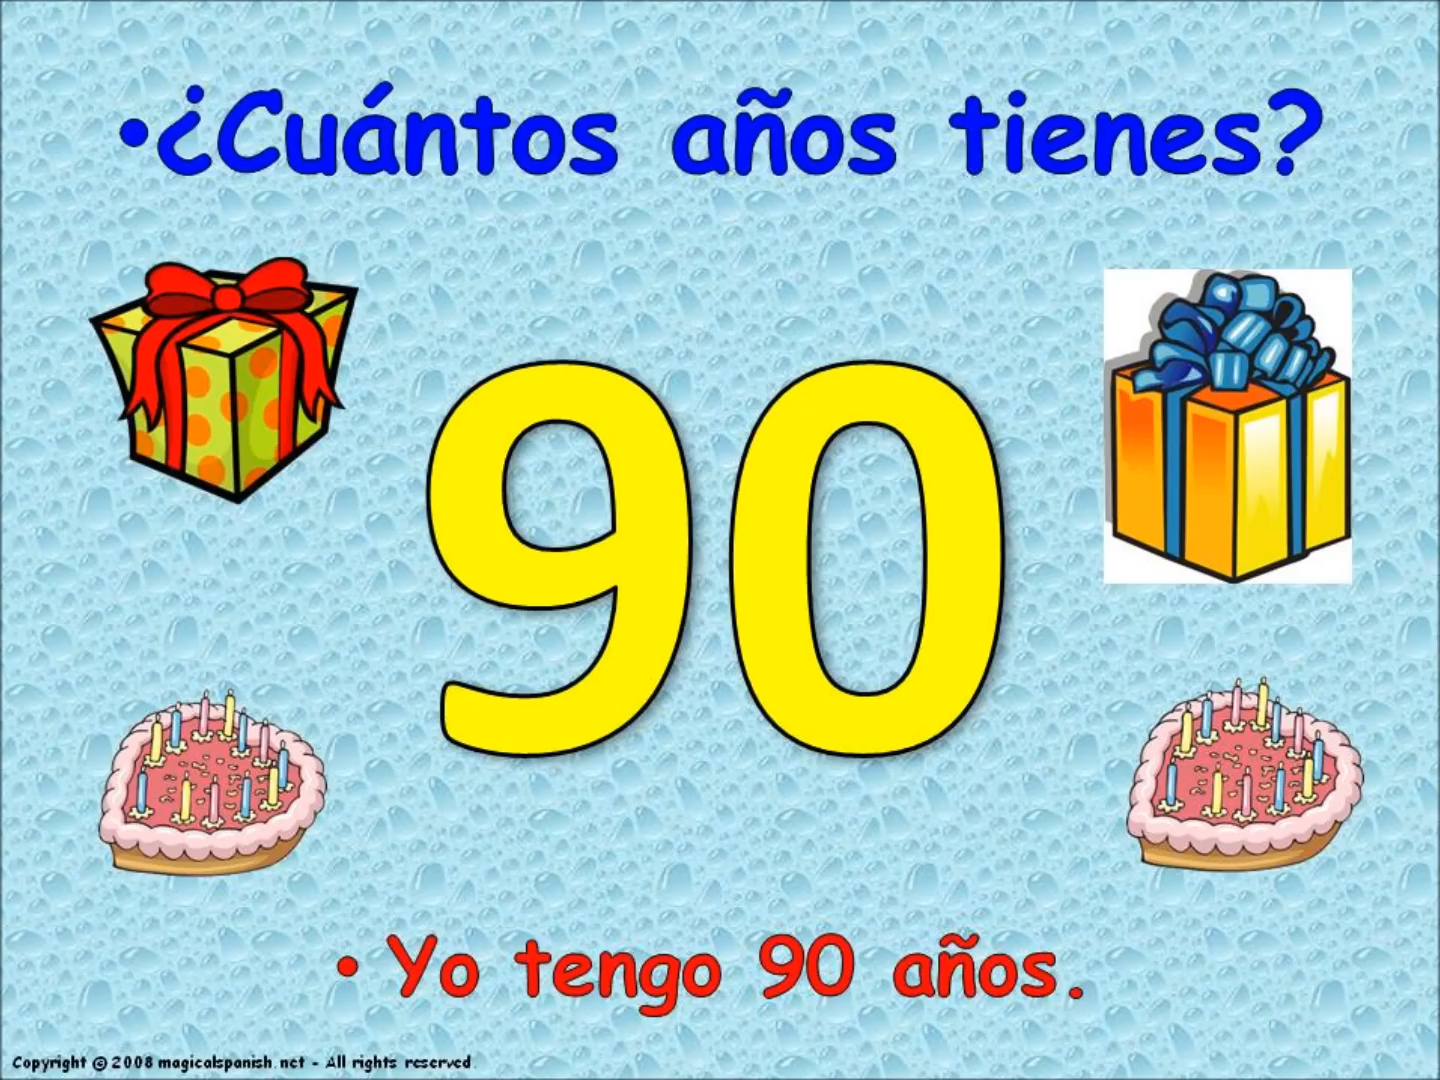 •¿Cuántos años tienes?
90
• Yo tengo 90 años.
Copyright © 2008 magicalspanish.net - All rights reserved.